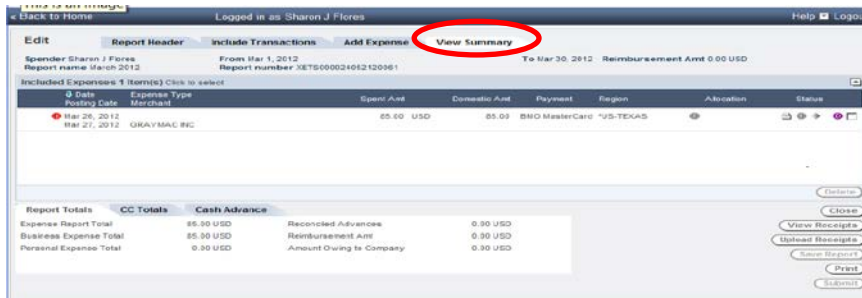 This is an image
« Back to Home Logged in as Sharon J Flores Help Logo
Edit Report Header Include Transactions Add Expense View Summary
Spender Sharon J Flores From Mar 1, 2012 To Mar 30, 2012 Reimbursement Amt 0.00 USD
Report name March 2012 Report number XETS000024052120061
Included Expenses 1 Item(s) Click to select
Date Expense Type Spent Amt Domestic Amt Payment Region Allocation Status
Posting Date Merchant
Mar 26, 2012 85.00 USD 85.00 BMO MasterCard *US-TEXAS
Mar 27, 2012 GRAYMAC INC
Delete
Report Totals CC Totals Cash Advance
Close
Expense Report Total 85.00 USD Reconciled Advances 0.00 USD
View Receipts
Business Expense Total 85.00 USD Reimbursement Amt 0.00 USD
Upload Receipts
Personal Expense Total 0.00 USD Amount Owing to Company 0.00 USD
Save Report
Print
Submit